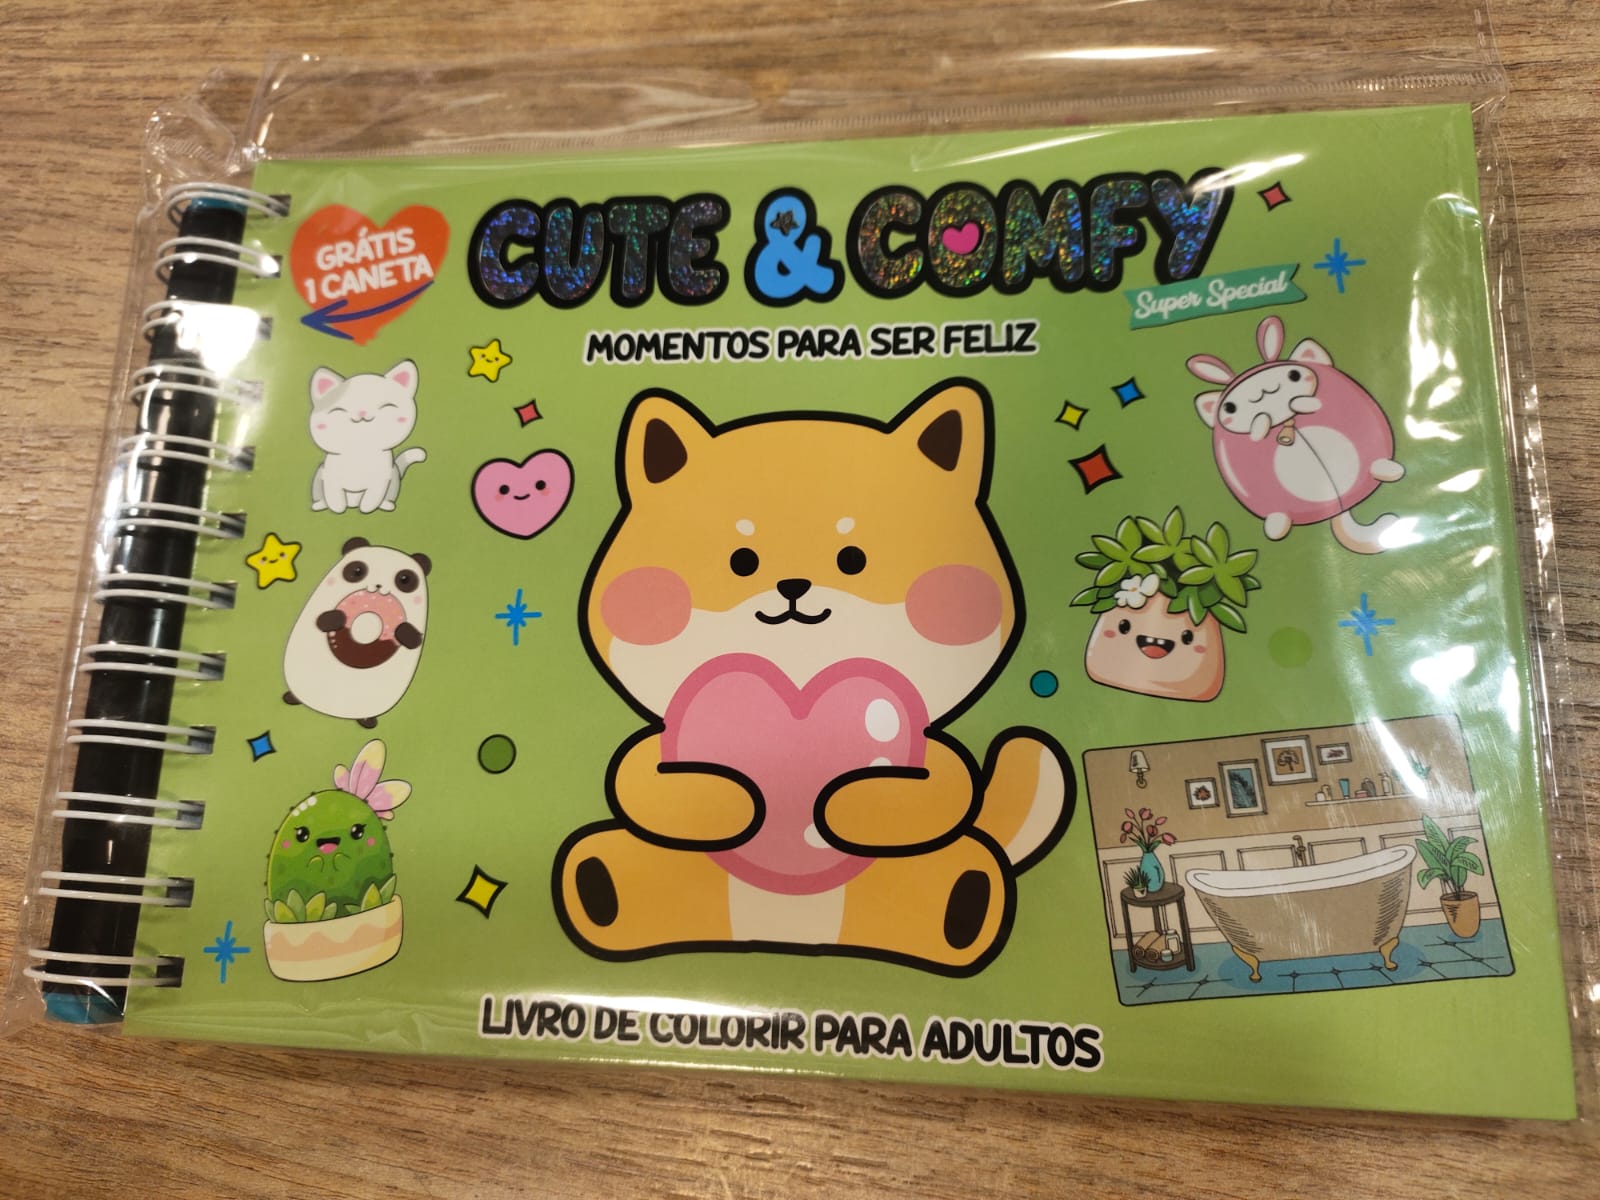 GRÁTIS
1 CANETA
CUTE & COMFY
Super Special
MOMENTOS PARA SER FELIZ
LIVRO DE COLORIR PARA ADULTOS